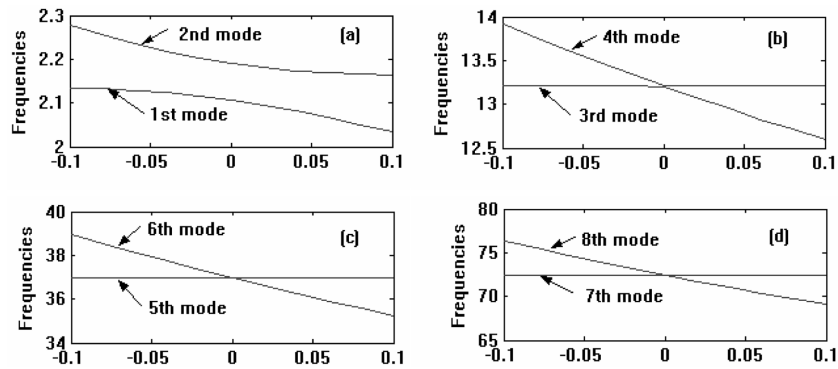 2.3
2nd mode
(a)
2.2
2.1
1st mode
2
Frequencies
-0.1
-0.05
0
0.05
0.1
14
4th mode
(b)
13.5
13
3rd mode
12.5
Frequencies
-0.1
-0.05
0
0.05
0.1
40
6th mode
(c)
38
36
5th mode
34
Frequencies
-0.1
-0.05
0
0.05
0.1
80
8th mode
(d)
75
70
7th mode
65
Frequencies
-0.1
-0.05
0
0.05
0.1